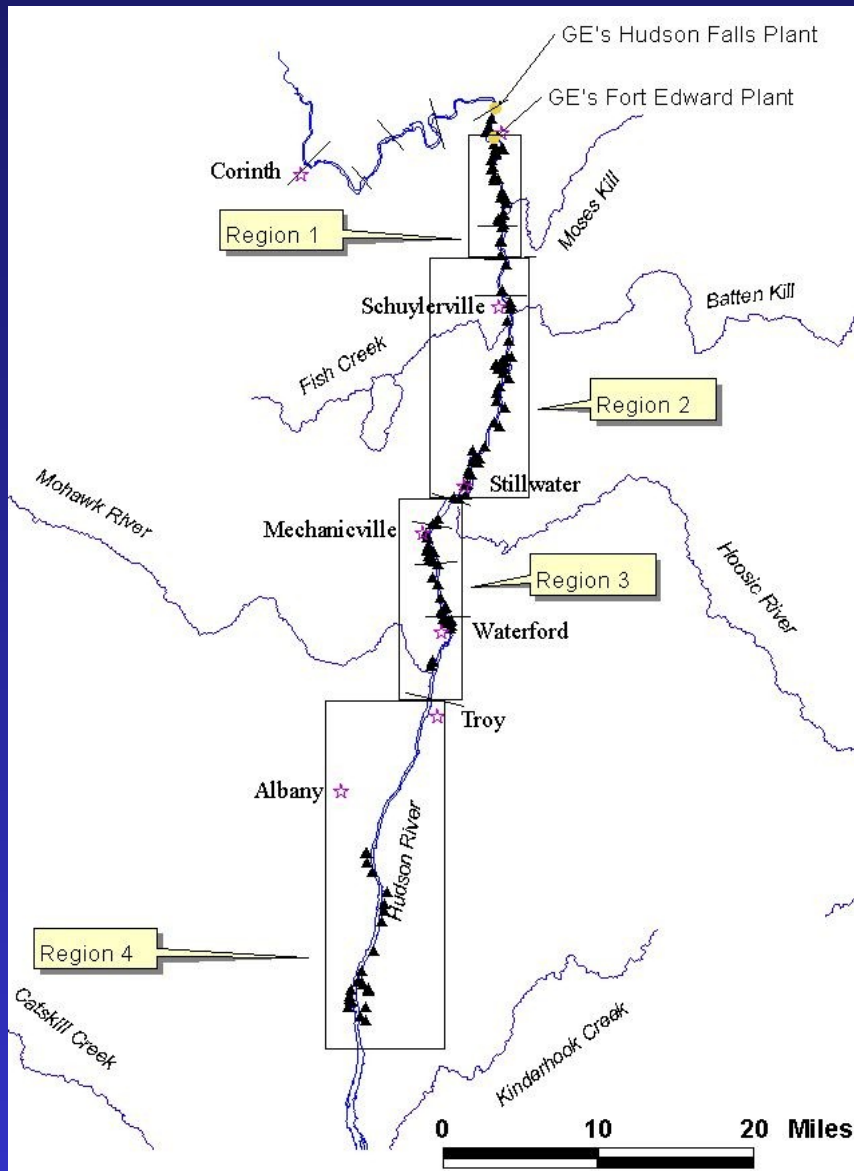 GE's Hudson Falls Plant
GE's Fort Edward Plant
Corinth
Moses Kill
Region 1
Schuylerville
Batten Kill
Fish Creek
Region 2
Mohawk River
Stillwater
Mechanicville
Hoosic River
Region 3
Waterford
Troy
Albany
Hudson River
Region 4
Catskill Creek
Kinderhook Creek
0 10 20 Miles